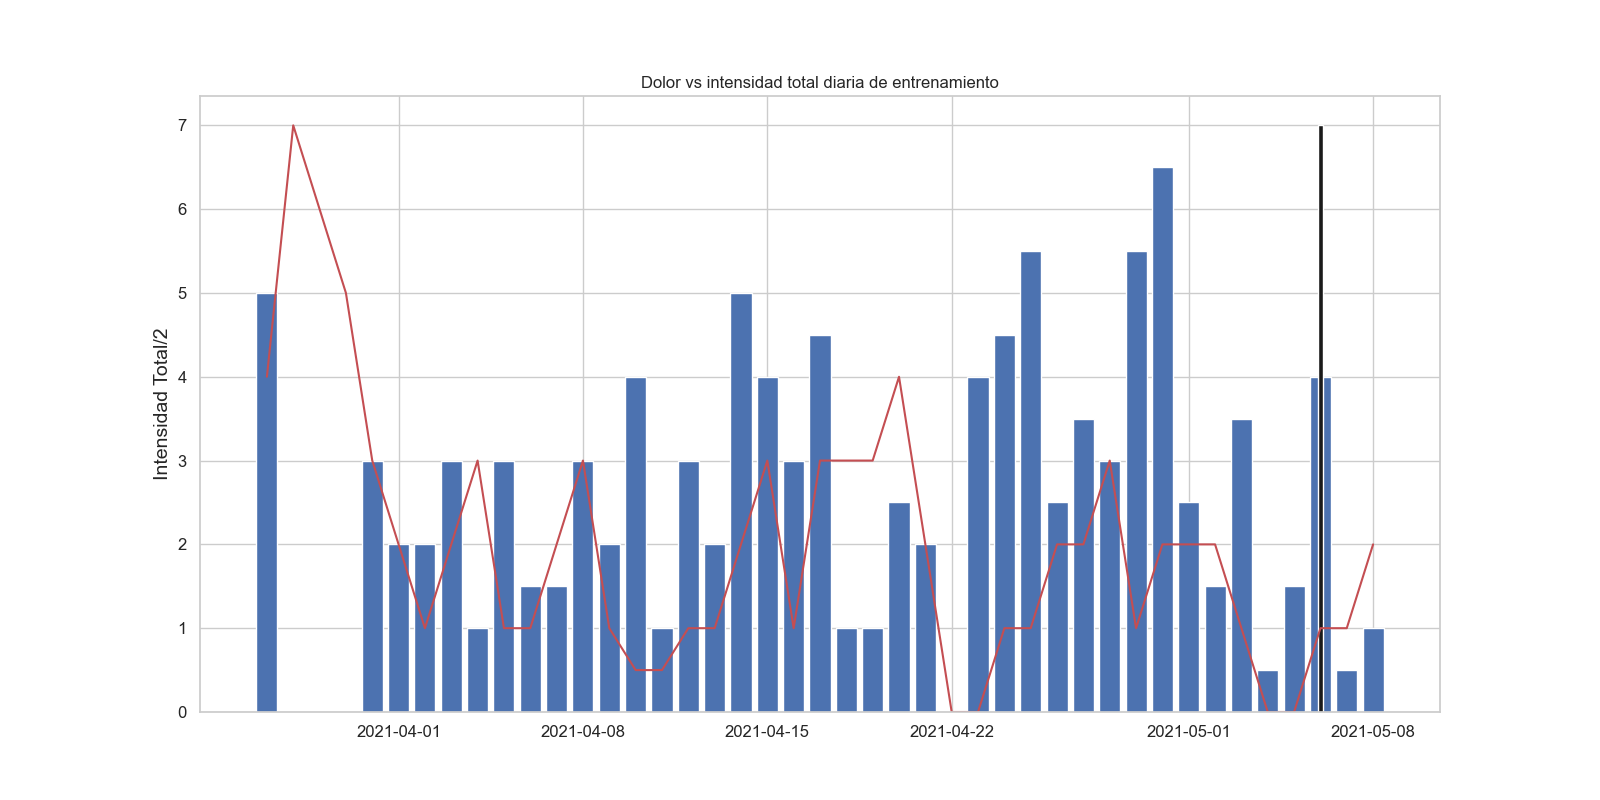 Dolor vs intensidad total diaria de entrenamiento
Intensidad Total/2
7
6
5
4
3
2
1
0
2021-04-01 2021-04-08 2021-04-15 2021-04-22 2021-05-01 2021-05-08